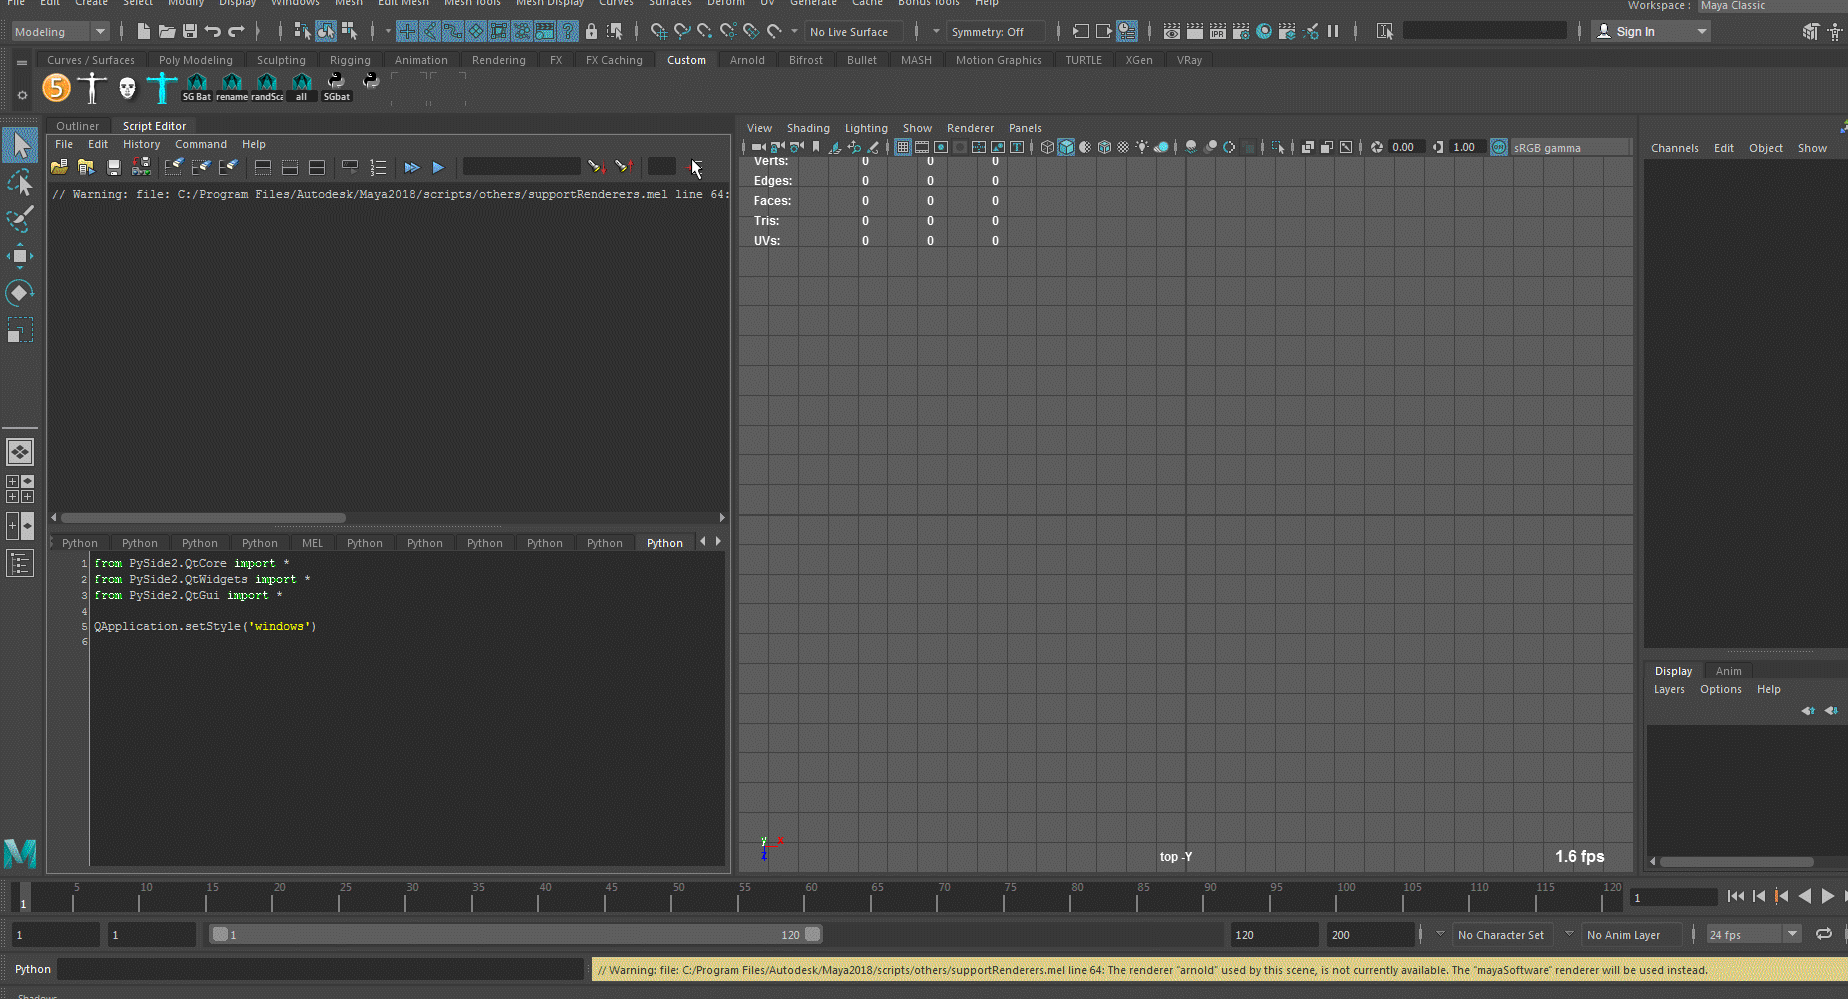 File Edit Create Select Modify Display Windows Mesh Edit Mesh Mesh Tools Mesh Display Curves Surfaces Deform UV Generate Cache Bonus Tools Help
Workspace : Maya Classic
Modeling
No Live Surface
Symmetry: Off
IPR
Sign In
Curves / Surfaces Poly Modeling Sculpting Rigging Animation Rendering FX FX Caching Custom Arnold Bifrost Bullet MASH Motion Graphics TURTLE XGen VRay
5
SG Bat rename randSca all SGbat
Outliner Script Editor
File Edit History Command Help
// Warning: file: C:/Program Files/Autodesk/Maya2018/scripts/others/supportRenderers.mel line 64:
Python Python Python Python MEL Python Python Python Python Python Python
1 from PySide2.QtCore import *
2 from PySide2.QtWidgets import *
3 from PySide2.QtGui import *
4
5 QApplication.setStyle('windows')
6
View Shading Lighting Show Renderer Panels
0.00 1.00 sRGB gamma
Verts: 0 0 0
Edges: 0 0 0
Faces: 0 0 0
Tris: 0 0 0
UVs: 0 0 0
y x
z
top -Y
1.6 fps
Channels Edit Object Show
Display Anim
Layers Options Help
M
5 10 15 20 25 30 35 40 45 50 55 60 65 70 75 80 85 90 95 100 105 110 115 120
1
1
1 1 1 120 120 200 No Character Set No Anim Layer 24 fps
Python
// Warning: file: C:/Program Files/Autodesk/Maya2018/scripts/others/supportRenderers.mel line 64: The renderer "arnold" used by this scene, is not currently available. The "mayaSoftware" renderer will be used instead.
Shadows